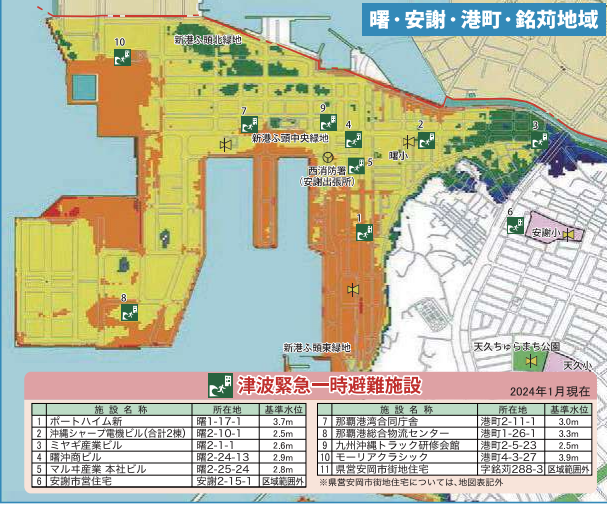 曙・安謝・港町・銘苅地域
10
新港ふ頭北緑地
7
9
4
2
3
新港ふ頭中央緑地
曙小
西消防署
(安謝出張所)
5
6
安謝小
1
8
新港ふ頭東緑地
天久ちゅらまち公園
天久小
津波緊急一時避難施設
2024年1月現在
施設名称 所在地 基準水位
1 ポートハイム新 曙1-17-1 3.7m
2 沖縄シャープ電機ビル(合計2棟) 曙2-10-1 2.5m
3 ミヤギ産業ビル 曙2-1-1 2.6m
4 曙沖商ビル 曙2-24-13 2.9m
5 マルヰ産業 本社ビル 曙2-25-24 2.8m
6 安謝市営住宅 安謝2-15-1 区域範囲外
施設名称 所在地 基準水位
7 那覇港湾合同庁舎 港町2-11-1 3.0m
8 那覇港総合物流センター 港町1-26-1 3.3m
9 九州沖縄トラック研修会館 港町2-5-23 2.5m
10 モーリアクラシック 港町4-3-27 3.9m
11 県営安岡市街地住宅 字銘苅288-3 区域範囲外
※県営安岡市街地住宅については、地図表記外